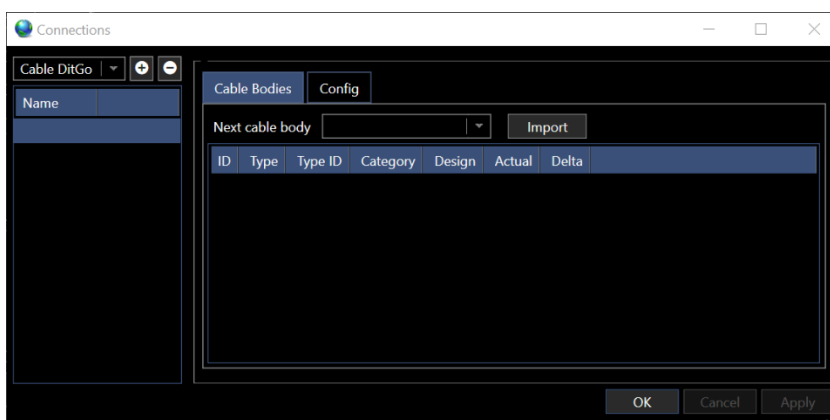 Connections
Cable DitGo
Name
Cable Bodies Config
Next cable body Import
ID Type Type ID Category Design Actual Delta
OK Cancel Apply